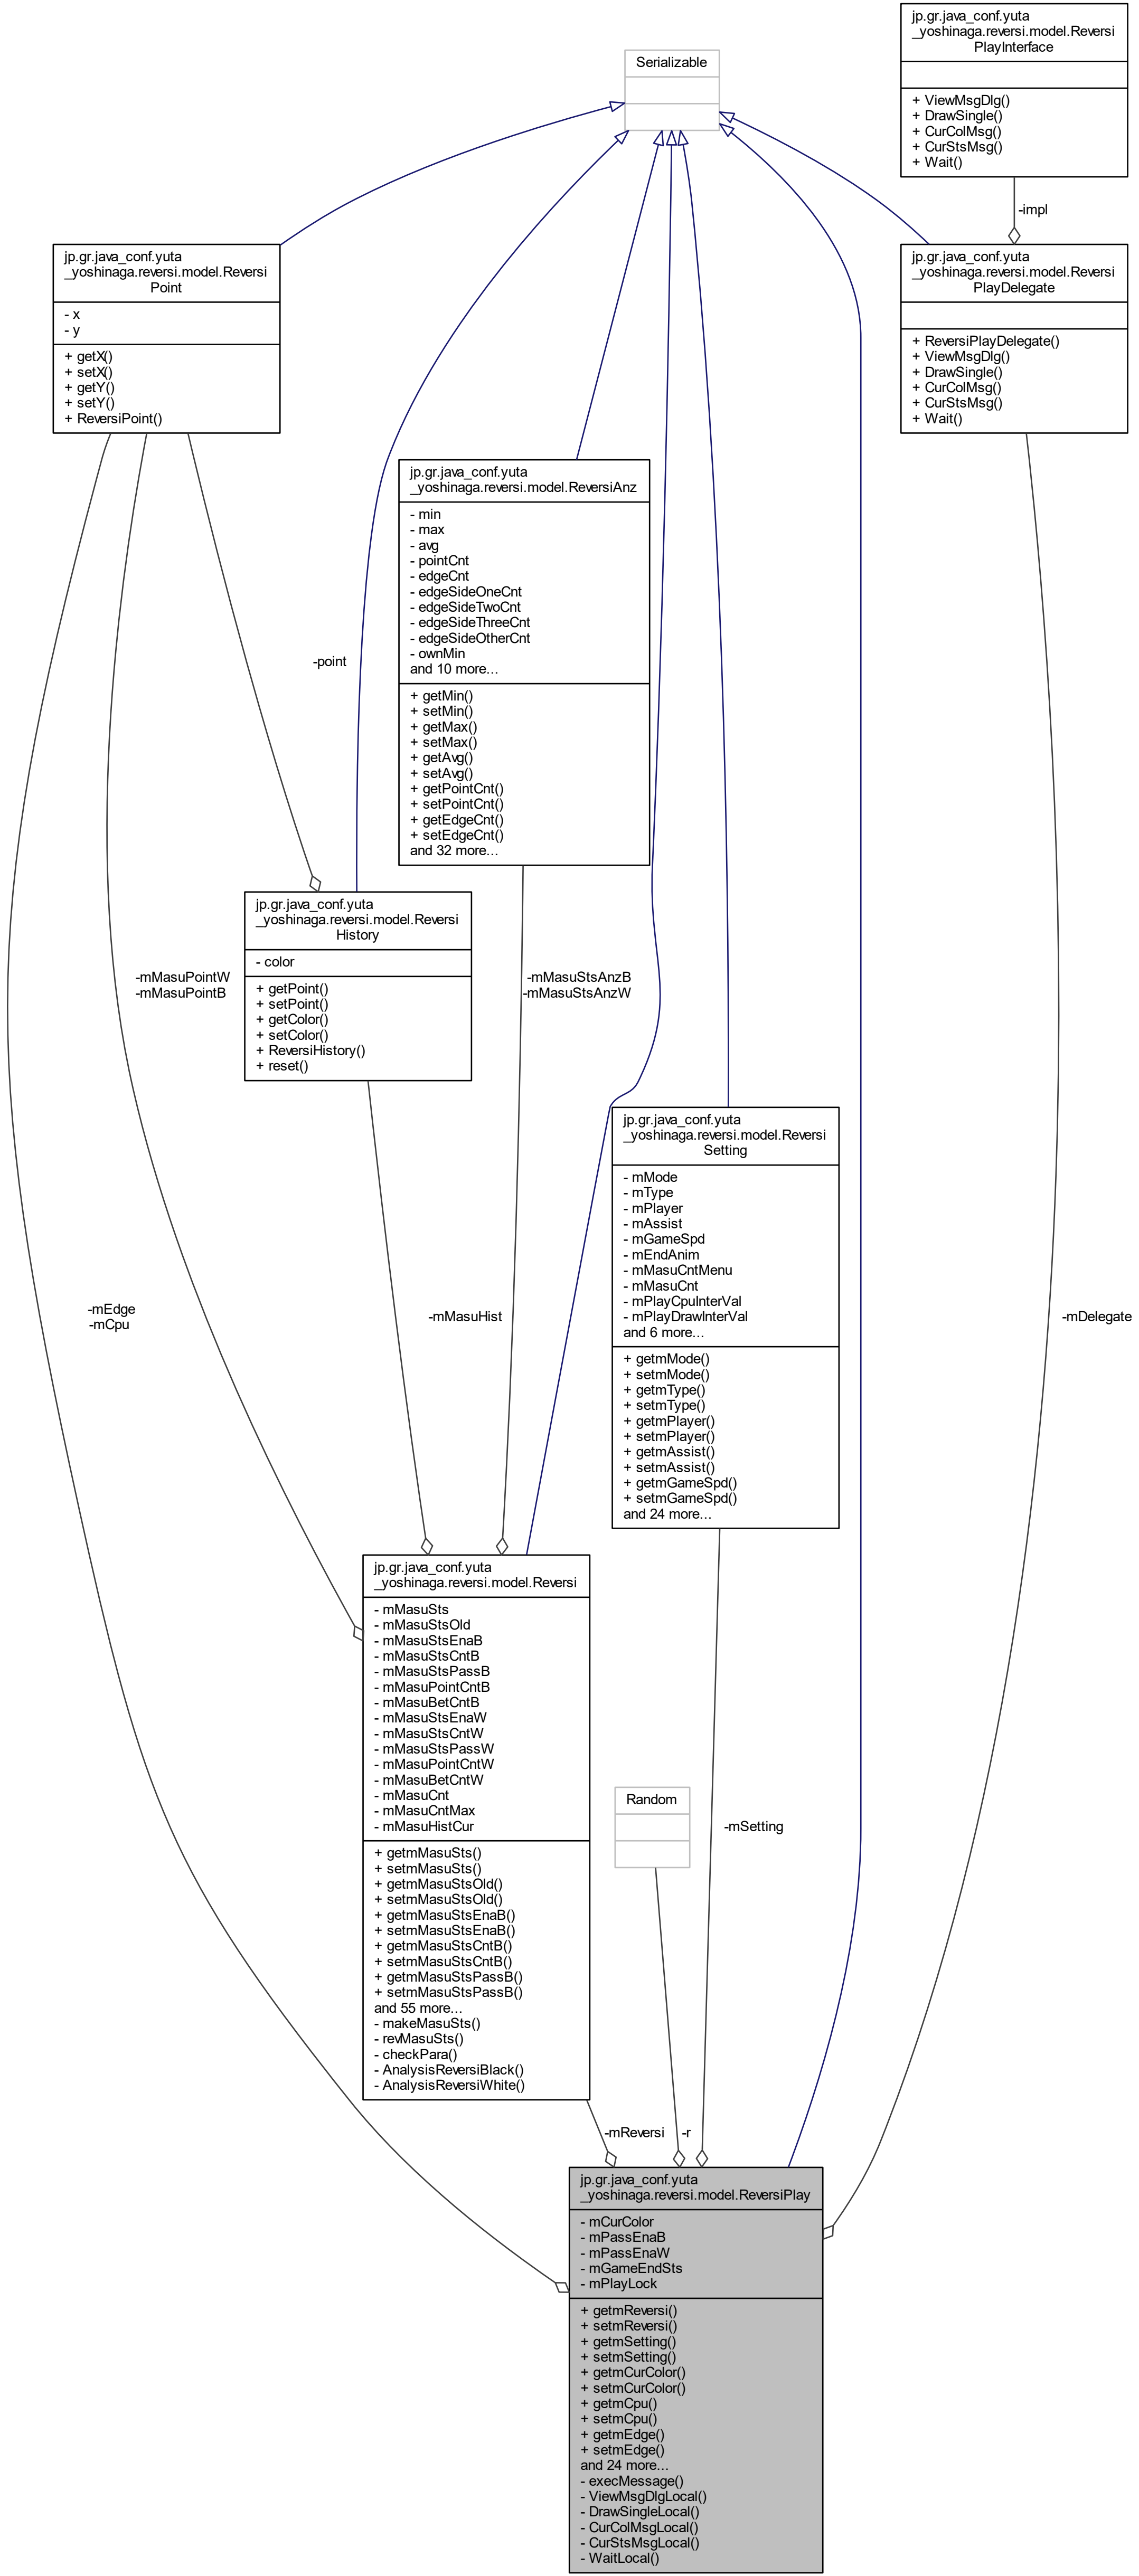 jp.gr.java_conf.yuta
_yoshinaga.reversi.model.Reversi
PlayInterface
+ ViewMsgDlg()
+ DrawSingle()
+ CurColMsg()
+ CurStsMsg()
+ Wait()
Serializable
-impl
jp.gr.java_conf.yuta
_yoshinaga.reversi.model.Reversi
Point
- x
- y
+ getX()
+ setX()
+ getY()
+ setY()
+ ReversiPoint()
jp.gr.java_conf.yuta
_yoshinaga.reversi.model.Reversi
PlayDelegate
+ ReversiPlayDelegate()
+ ViewMsgDlg()
+ DrawSingle()
+ CurColMsg()
+ CurStsMsg()
+ Wait()
jp.gr.java_conf.yuta
_yoshinaga.reversi.model.ReversiAnz
- min
- max
- avg
- pointCnt
- edgeCnt
- edgeSideOneCnt
- edgeSideTwoCnt
- edgeSideThreeCnt
- edgeSideOtherCnt
- ownMin
and 10 more...
+ getMin()
+ setMin()
+ getMax()
+ setMax()
+ getAvg()
+ setAvg()
+ getPointCnt()
+ setPointCnt()
+ getEdgeCnt()
+ setEdgeCnt()
and 32 more...
-point
jp.gr.java_conf.yuta
_yoshinaga.reversi.model.Reversi
History
- color
+ getPoint()
+ setPoint()
+ getColor()
+ setColor()
+ ReversiHistory()
+ reset()
-mMasuPointW
-mMasuPointB
-mMasuStsAnzB
-mMasuStsAnzW
jp.gr.java_conf.yuta
_yoshinaga.reversi.model.Reversi
Setting
- mMode
- mType
- mPlayer
- mAssist
- mGameSpd
- mEndAnim
- mMasuCntMenu
- mMasuCnt
- mPlayCpuInterVal
- mPlayDrawInterVal
and 6 more...
+ getmMode()
+ setmMode()
+ getmType()
+ setmType()
+ getmPlayer()
+ setmPlayer()
+ getmAssist()
+ setmAssist()
+ getmGameSpd()
+ setmGameSpd()
and 24 more...
-mEdge
-mCpu
-mMasuHist
-mDelegate
jp.gr.java_conf.yuta
_yoshinaga.reversi.model.Reversi
- mMasuSts
- mMasuStsOld
- mMasuStsEnaB
- mMasuStsCntB
- mMasuStsPassB
- mMasuPointCntB
- mMasuBetCntB
- mMasuStsEnaW
- mMasuStsCntW
- mMasuStsPassW
- mMasuPointCntW
- mMasuBetCntW
- mMasuCnt
- mMasuCntMax
- mMasuHistCur
+ getmMasuSts()
+ setmMasuSts()
+ getmMasuStsOld()
+ setmMasuStsOld()
+ getmMasuStsEnaB()
+ setmMasuStsEnaB()
+ getmMasuStsCntB()
+ setmMasuStsCntB()
+ getmMasuStsPassB()
+ setmMasuStsPassB()
and 55 more...
- makeMasuSts()
- revMasuSts()
- checkPara()
- AnalysisReversiBlack()
- AnalysisReversiWhite()
Random
-mSetting
-mReversi
-r
jp.gr.java_conf.yuta
_yoshinaga.reversi.model.ReversiPlay
- mCurColor
- mPassEnaB
- mPassEnaW
- mGameEndSts
- mPlayLock
+ getmReversi()
+ setmReversi()
+ getmSetting()
+ setmSetting()
+ getmCurColor()
+ setmCurColor()
+ getmCpu()
+ setmCpu()
+ getmEdge()
+ setmEdge()
and 24 more...
- execMessage()
- ViewMsgDlgLocal()
- DrawSingleLocal()
- CurColMsgLocal()
- CurStsMsgLocal()
- WaitLocal()